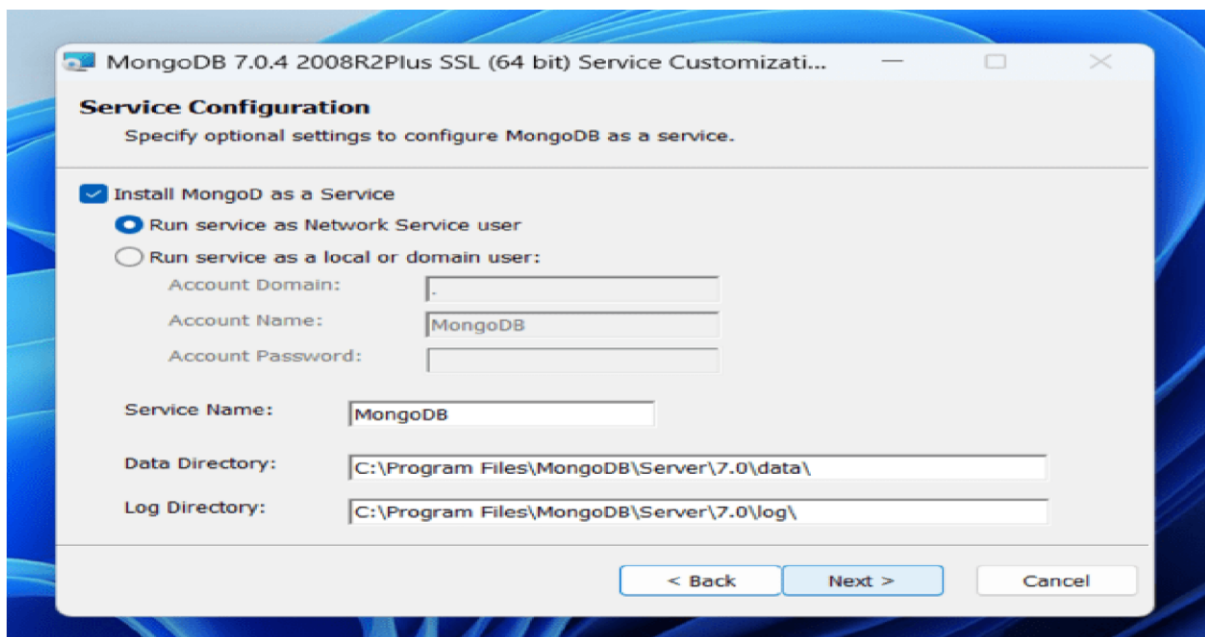 MongoDB 7.0.4 2008R2Plus SSL (64 bit) Service Customizati...
Service Configuration
Specify optional settings to configure MongoDB as a service.
Install MongoD as a Service
Run service as Network Service user
Run service as a local or domain user:
Account Domain: .
Account Name: MongoDB
Account Password:
Service Name: MongoDB
Data Directory: C:\Program Files\MongoDB\Server\7.0\data\
Log Directory: C:\Program Files\MongoDB\Server\7.0\log\
< Back Next > Cancel